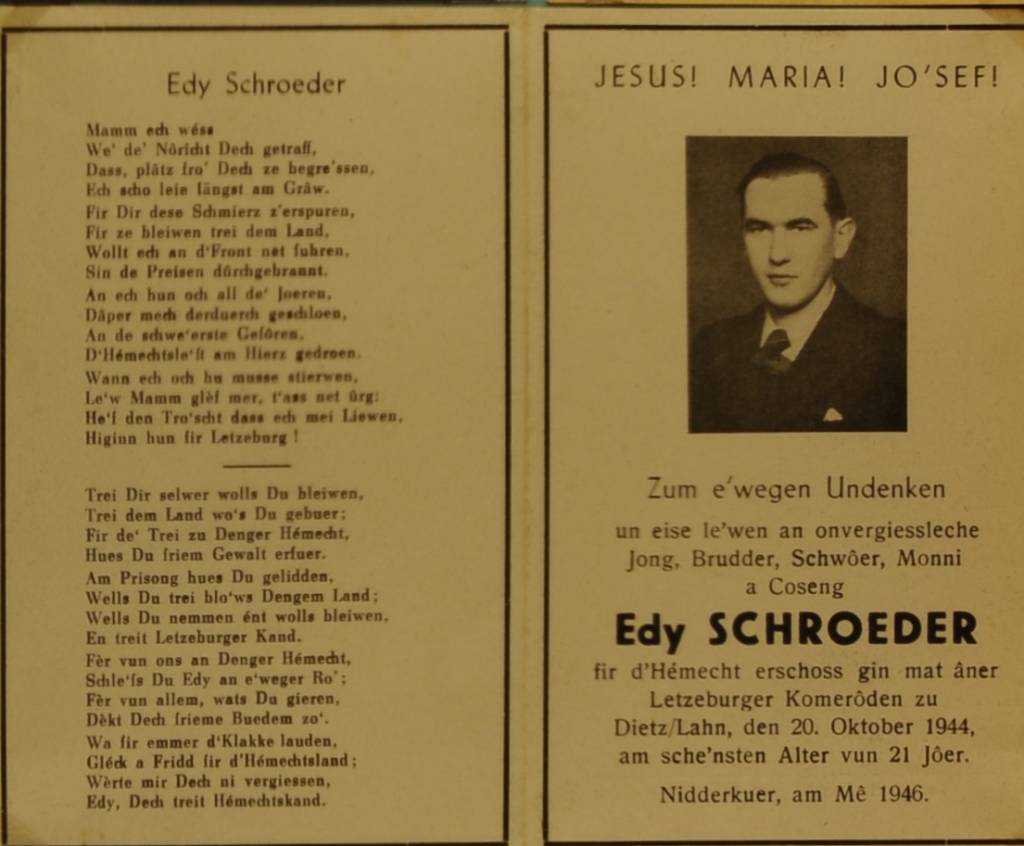 Edy Schroeder
Mamm ech wéss
We' de' Nôricht Dech getraff,
Dass, plâtz fro' Dech ze begre'ssen,
Ech scho leie längst am Grâw.
Fir Dir dese Schmierz z'erspuren,
Fir ze bleiwen trei dem Land,
Wollt ech an d'Front net fuhren,
Sin de Preisen dûrchgebrannt.
An ech hun och all de' Joeren,
Dâper mech derduerch geschloen,
An de schwe'erste Gefôren,
D'Hémechtsle'ft am Hierz gedroen.
Wann ech och hu musse stierwen,
Le'w Mamm glêf mer, t'ass net ûrg;
He'f den Tro'scht dass ech mei Liewen,
Higinn hun fir Letzeburg !
Trei Dir selwer wolls Du bleiwen,
Trei dem Land wo's Du gebuer;
Fir de' Trei zu Denger Hémecht,
Hues Du friem Gewalt erfuer.
Am Prisong hues Du gelidden,
Wells Du trei blo'ws Dengem Land;
Wells Du nemmen ént wolls bleiwen,
En treit Letzeburger Kand.
Fèr vun ons an Denger Hémecht,
Schle'fs Du Edy an e'weger Ro';
Fèr vun allem, wats Du gieren,
Dèkt Dech frieme Buedem zo'.
Wa fir emmer d'Klakke lauden,
Gléck a Fridd fir d'Hémechtsland;
Wèrte mir Dech ni vergiessen,
Edy, Dech treit Hémechtskand.
JESUS! MARIA! JO'SEF!
Zum e'wegen Undenken
un eise le'wen an onvergiessleche
Jong, Brudder, Schwôer, Monni
a Coseng
Edy SCHROEDER
fir d'Hémecht erschoss gin mat âner
Letzeburger Komerôden zu
Dietz/Lahn, den 20. Oktober 1944,
am sche'nsten Alter vun 21 Jôer.
Nidderkuer, am Mê 1946.